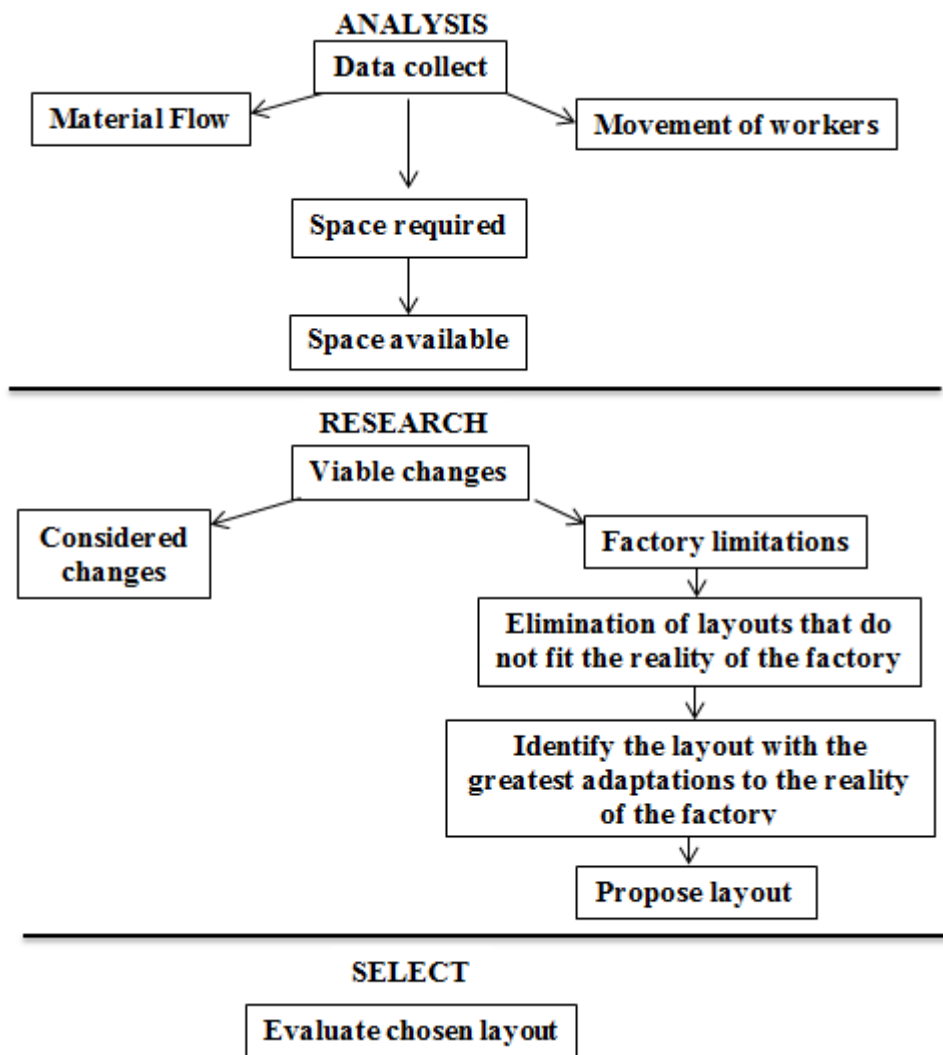 ANALYSIS
Data collect
Material Flow
Movement of workers
Space required
Space available
RESEARCH
Viable changes
Considered
changes
Factory limitations
Elimination of layouts that do
not fit the reality of the factory
Identify the layout with the
greatest adaptations to the reality
of the factory
Propose layout
SELECT
Evaluate chosen layout